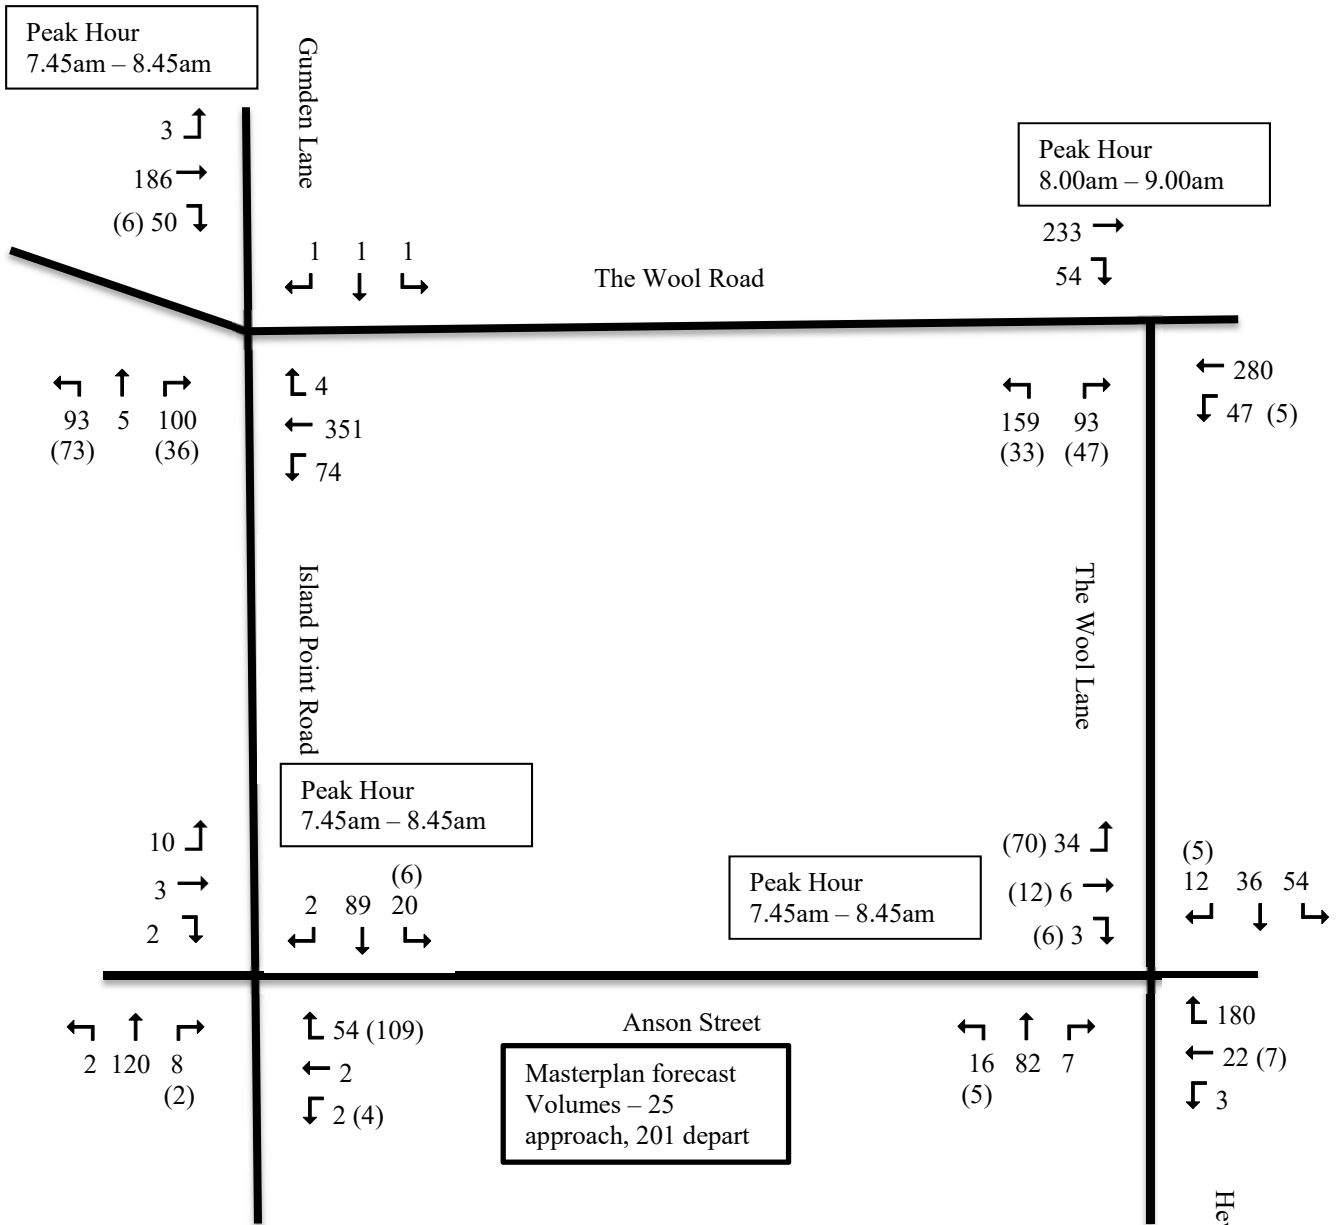 Peak Hour
7.45am – 8.45am
Gumden Lane
3
186
(6) 50
1 1 1
The Wool Road
Peak Hour
8.00am – 9.00am
233
54
93 5 100
(73) (36)
4
351
74
159 93
(33) (47)
280
47 (5)
Island Point Road
The Wool Lane
Peak Hour
7.45am – 8.45am
10
3
2
(6)
2 89 20
Peak Hour
7.45am – 8.45am
(70) 34
(12) 6
(6) 3
(5)
12 36 54
2 120 8
(2)
54 (109)
2
2 (4)
Anson Street
Masterplan forecast
Volumes – 25
approach, 201 depart
16 82 7
(5)
180
22 (7)
3